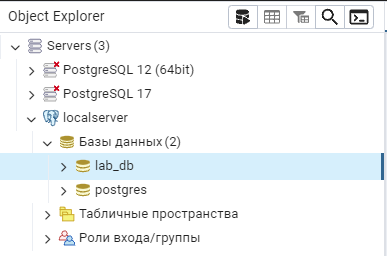 Object Explorer
Servers (3)
PostgreSQL 12 (64bit)
PostgreSQL 17
localserver
Базы данных (2)
lab_db
postgres
Табличные пространства
Роли входа/группы